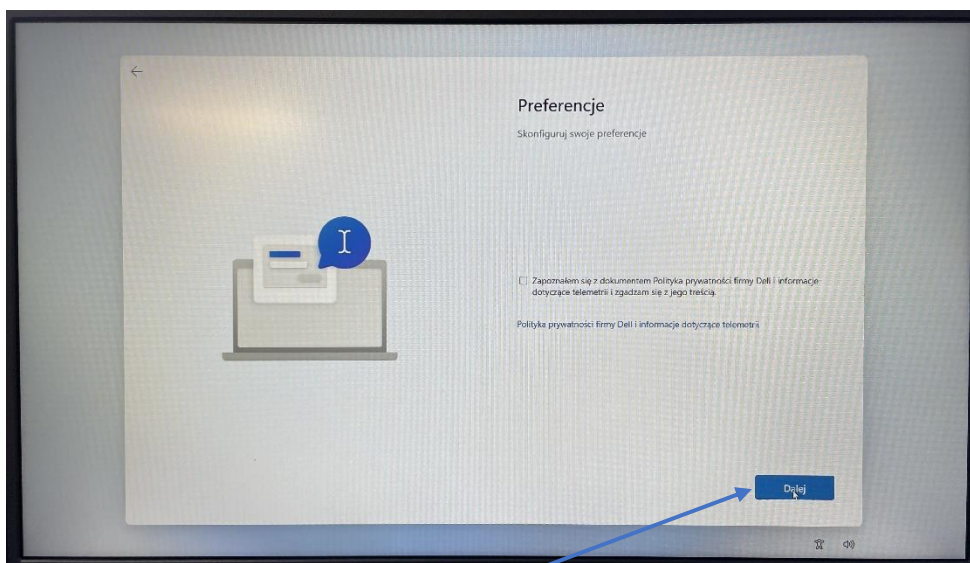 Preferencje
Skonfiguruj swoje preferencje
Zapoznałem się z dokumentem Polityka prywatności firmy Dell i informacje
dotyczące telemetrii i zgadzam się z jego treścią.
Polityka prywatności firmy Dell i informacje dotyczące telemetrii
Dalej